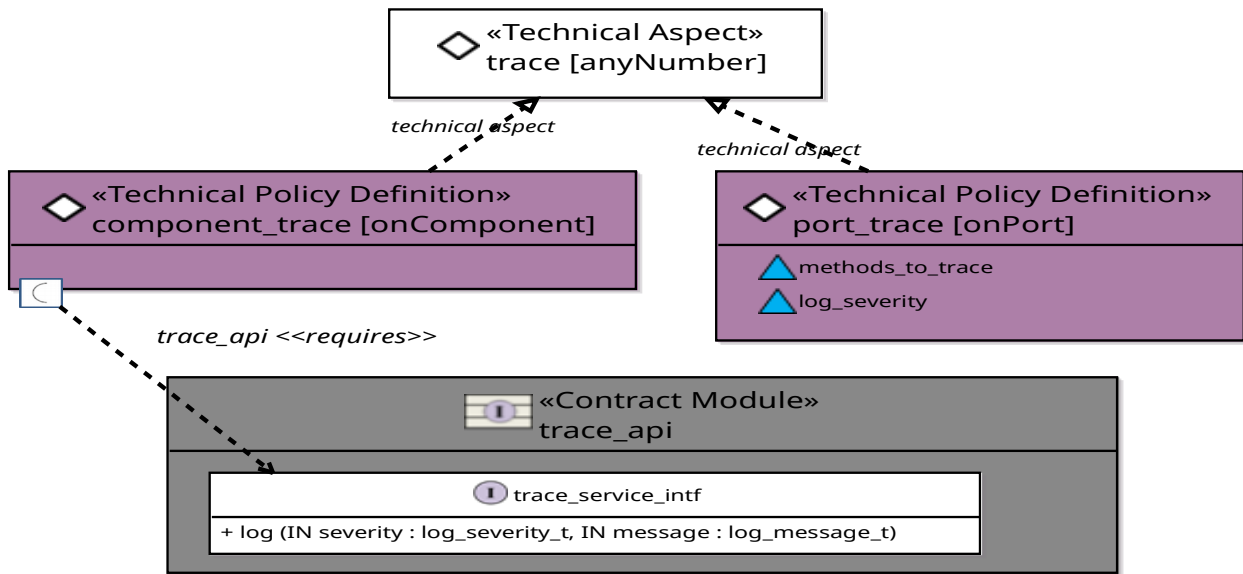 «Technical Aspect»
trace [anyNumber]
technical aspect
technical aspect
«Technical Policy Definition»
component_trace [onComponent]
«Technical Policy Definition»
port_trace [onPort]
methods_to_trace
log_severity
trace_api <<requires>>
«Contract Module»
trace_api
I
I
trace_service_intf
+ log (IN severity : log_severity_t, IN message : log_message_t)